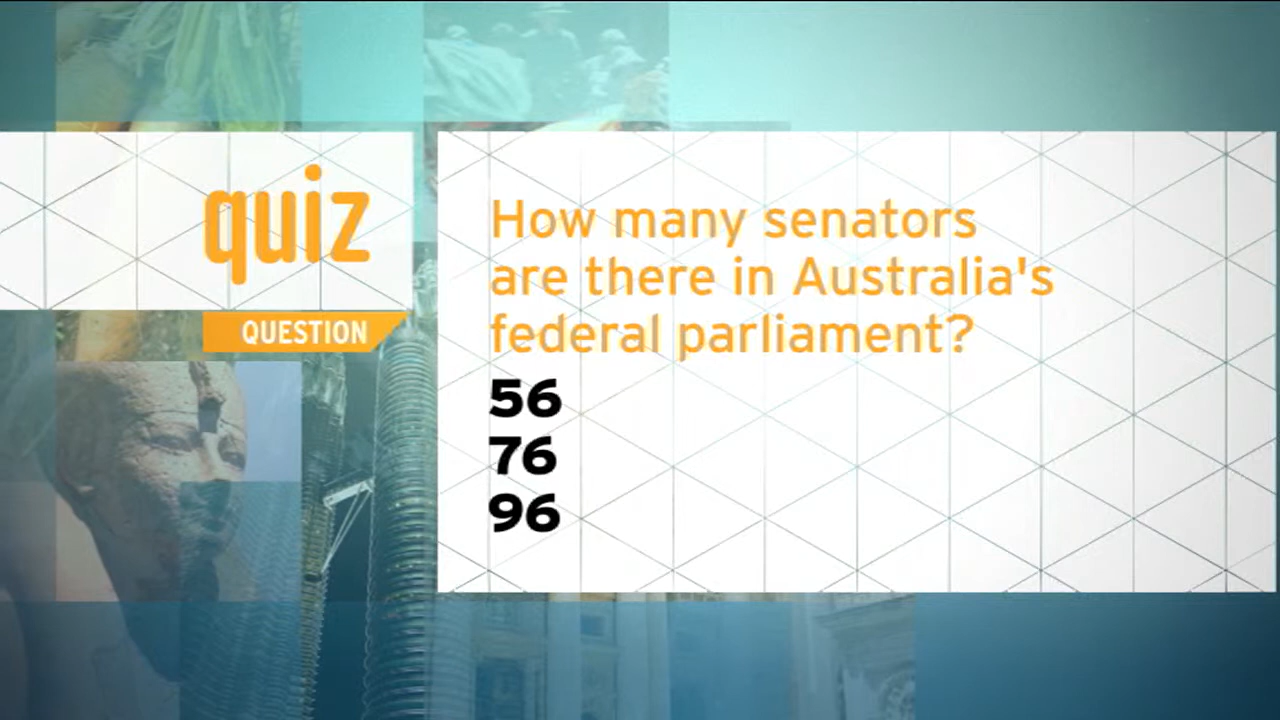 quiz
QUESTION
How many senators
are there in Australia's
federal parliament?
56
76
96